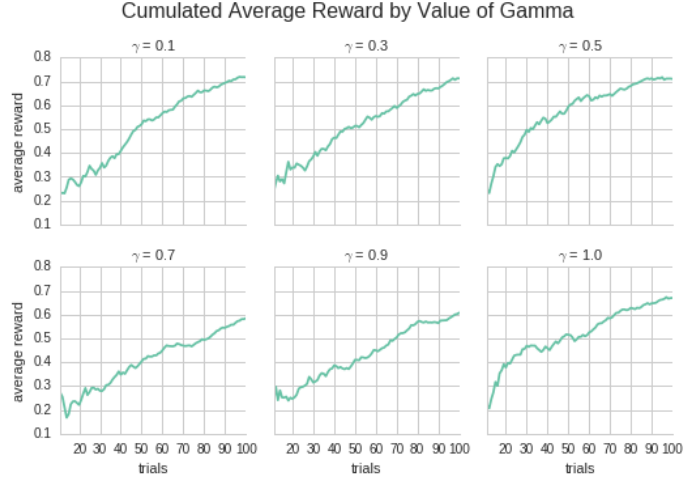 Cumulated Average Reward by Value of Gamma
γ = 0.1
γ = 0.3
γ = 0.5
0.8
0.7
0.6
0.5
0.4
0.3
0.2
0.1
average reward
γ = 0.7
γ = 0.9
γ = 1.0
0.8
0.7
0.6
0.5
0.4
0.3
0.2
0.1
average reward
20 30 40 50 60 70 80 90 100
20 30 40 50 60 70 80 90 100
20 30 40 50 60 70 80 90 100
trials
trials
trials